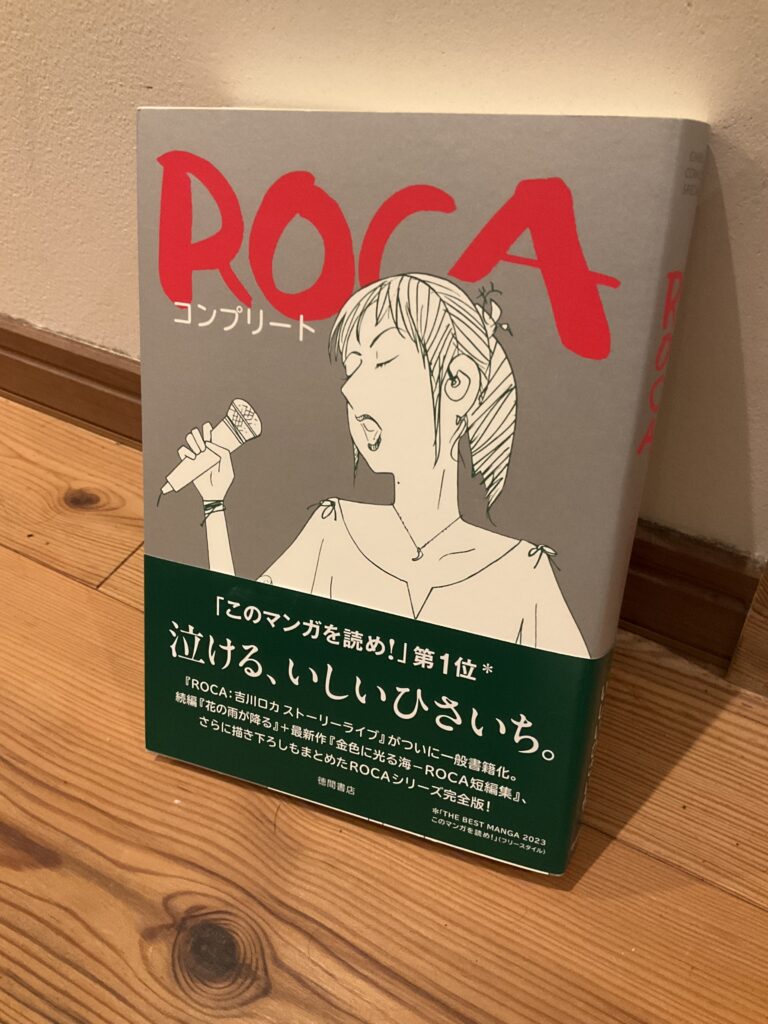 ROCA
コンプリート
「このマンガを読め!」第1位*
泣ける、いしいひさいち。
『ROCA:吉川ロカ ストーリーライブ』がついに一般書籍化。
続編『花の雨が降る』+最新作『金色に光る海－ROCA短編集』、
さらに描き下ろしもまとめたROCAシリーズ完全版!
徳間書店
*「THE BEST MANGA 2023
このマンガを読め!」(フリースタイル)
ROCA